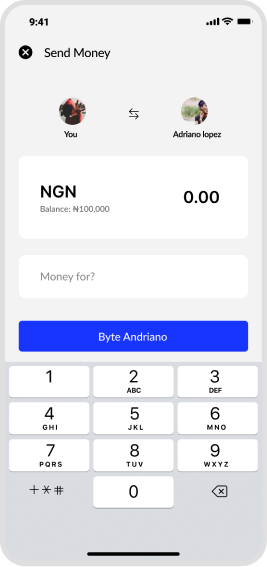 9:41
Send Money
You
Adriano lopez
NGN
0.00
Balance: ₦100,000
Money for?
Byte Andriano
1
2
ABC
3
DEF
4
GHI
5
JKL
6
MNO
7
PQRS
8
TUV
9
WXYZ
+*#
0